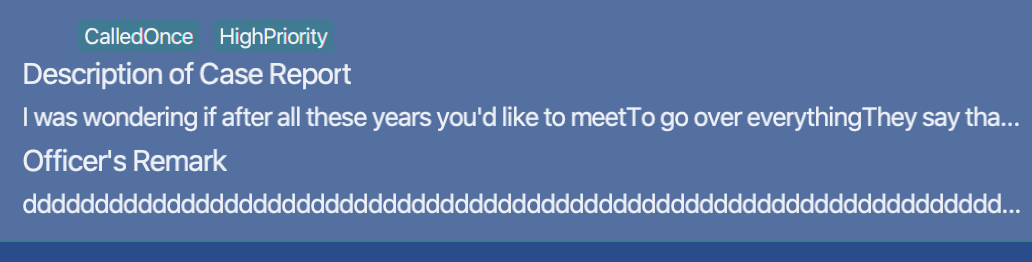 CalledOnce HighPriority
Description of Case Report
I was wondering if after all these years you'd like to meetTo go over everythingThey say tha...
Officer's Remark
dddddddddddddddddddddddddddddddddddddddddddddddddddddddddddddddddddd...